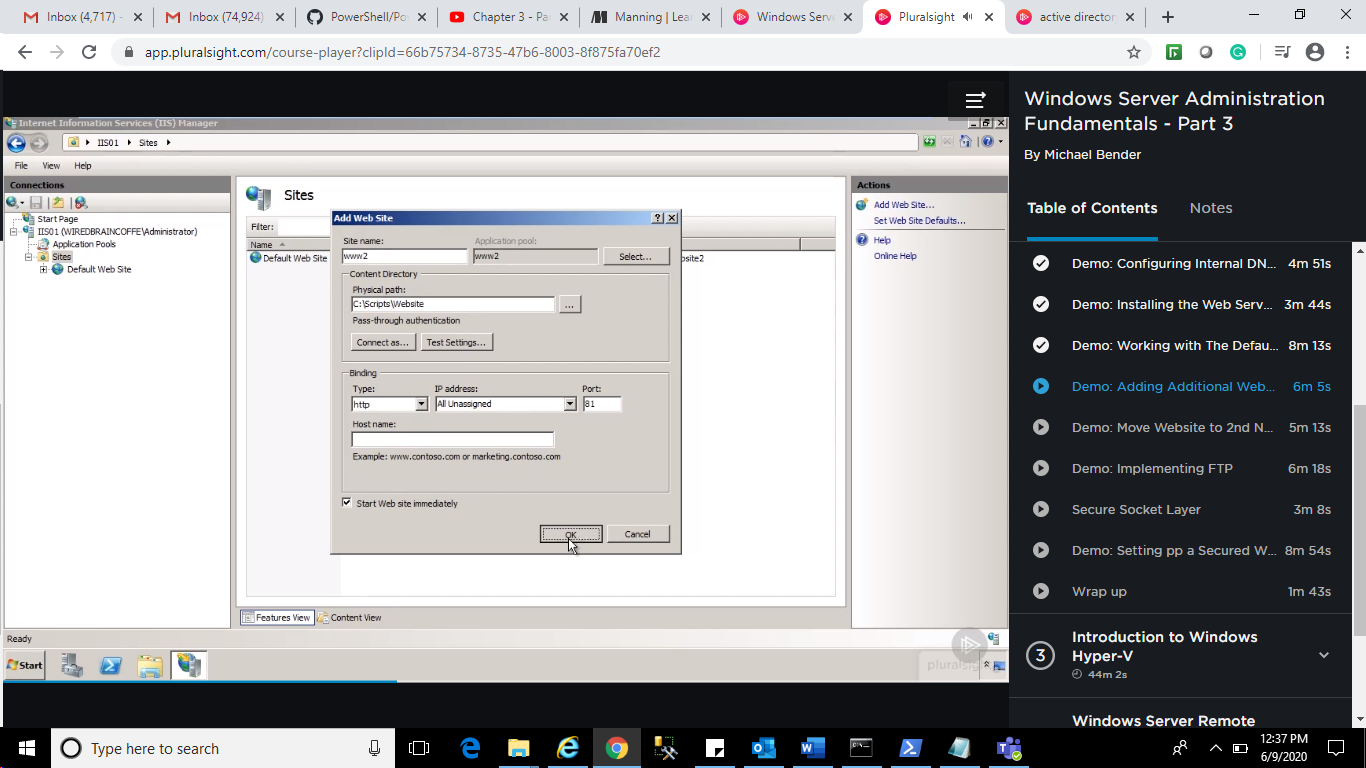 Inbox (4,717) -
Inbox (74,924)
PowerShell/Po
Chapter 3 - Pa
Manning | Lea
Windows Serv
Pluralsight
active director
app.pluralsight.com/course-player?clipId=66b75734-8735-47b6-8003-8f875fa70ef2
Internet Information Services (IIS) Manager
IIS01 Sites
File View Help
Connections
Start Page
IIS01 (WIREDBRAINCOFFE\Administrator)
Application Pools
Sites
Default Web Site
Sites
Filter:
Name
Default Web Site
osite2
Add Web Site
Site name:
Application pool:
www2
www2
Select...
Content Directory
Physical path:
C:\Scripts\Website
...
Pass-through authentication
Connect as...
Test Settings...
Binding
Type:
IP address:
Port:
http
All Unassigned
81
Host name:
Example: www.contoso.com or marketing.contoso.com
Start Web site immediately
OK
Cancel
Actions
Add Web Site...
Set Web Site Defaults...
Help
Online Help
Features View
Content View
Ready
Start
pluralsig
Windows Server Administration
Fundamentals - Part 3
By Michael Bender
Table of Contents
Notes
Demo: Configuring Internal DN... 4m 51s
Demo: Installing the Web Serv... 3m 44s
Demo: Working with The Defau... 8m 13s
Demo: Adding Additional Web... 6m 5s
Demo: Move Website to 2nd N... 5m 13s
Demo: Implementing FTP 6m 18s
Secure Socket Layer 3m 8s
Demo: Setting pp a Secured W... 8m 54s
Wrap up 1m 43s
3
Introduction to Windows
Hyper-V
44m 2s
Windows Server Remote
Type here to search
12:37 PM
6/9/2020